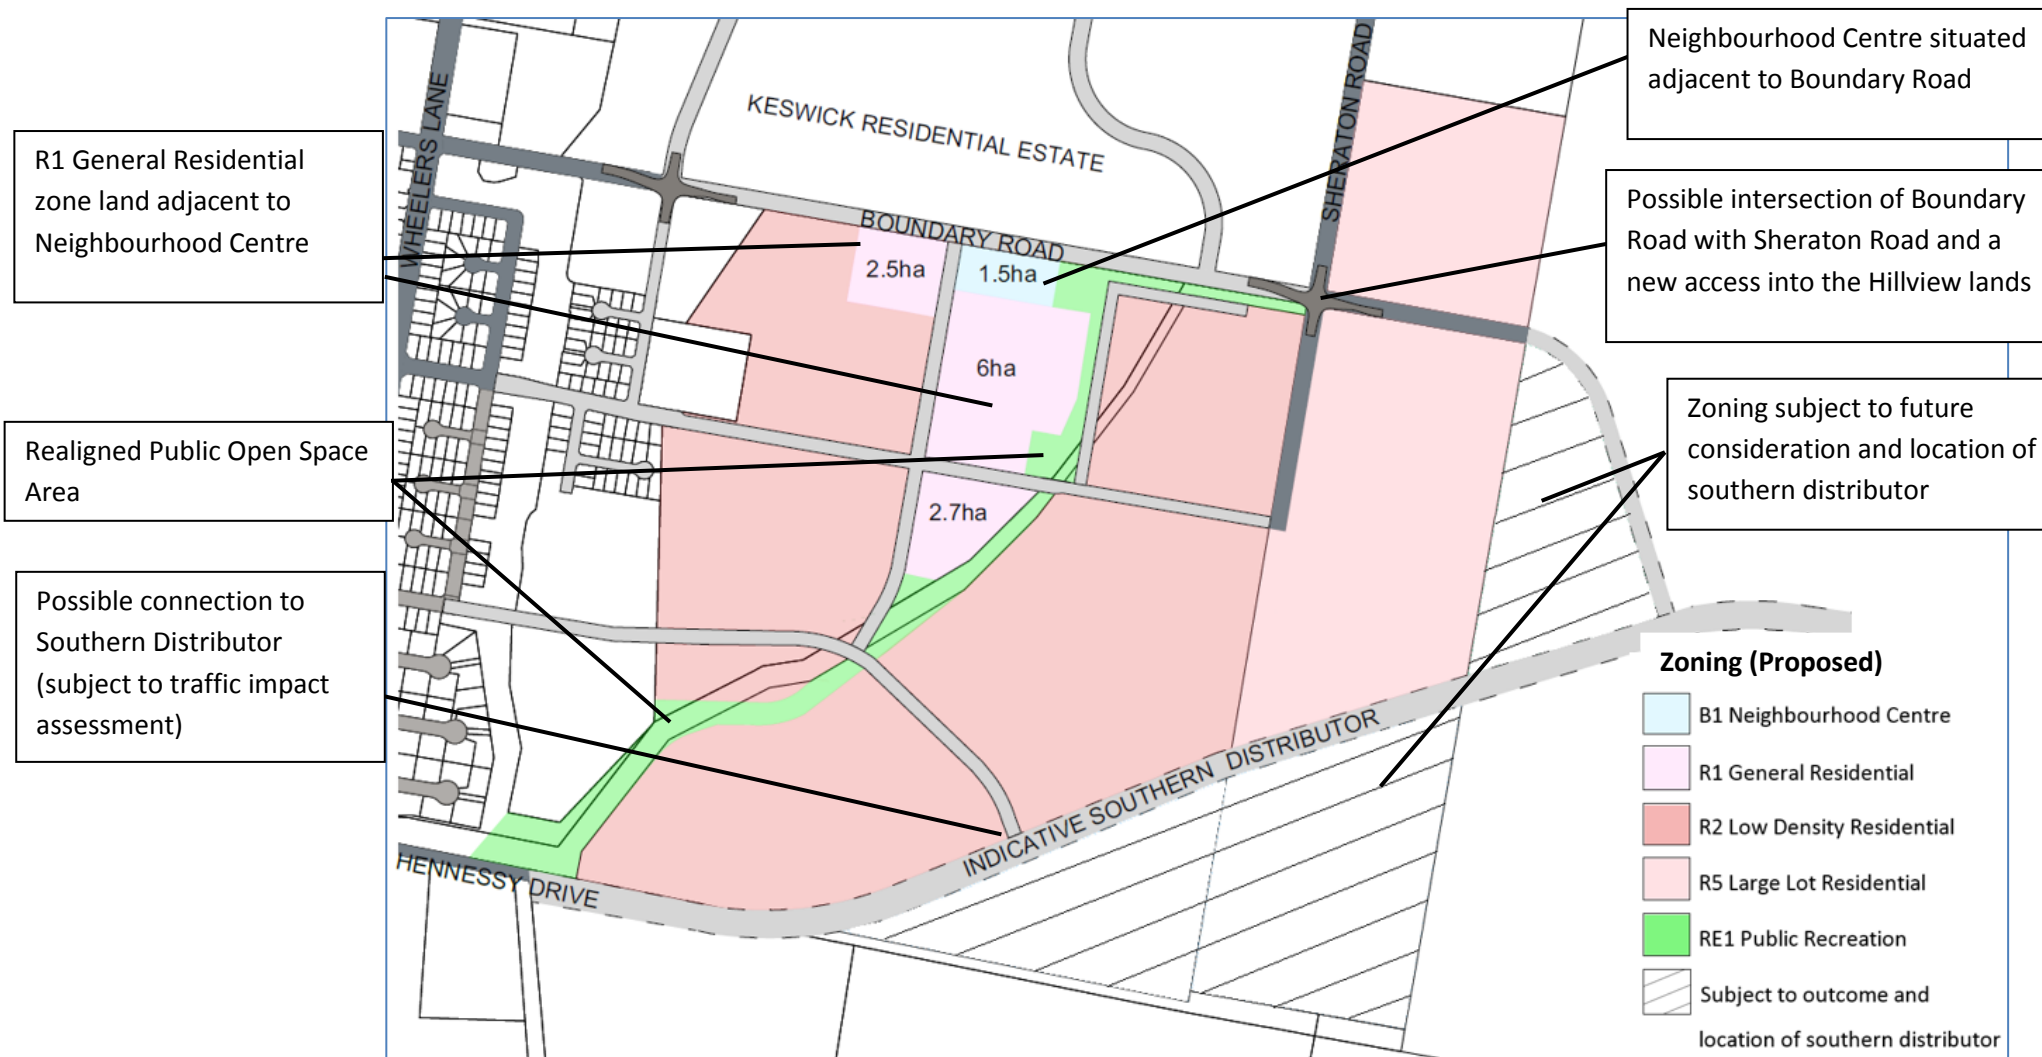 Neighbourhood Centre situated
adjacent to Boundary Road
R1 General Residential
zone land adjacent to
Neighbourhood Centre
Possible intersection of Boundary
Road with Sheraton Road and a
new access into the Hillview lands
Realigned Public Open Space
Area
Zoning subject to future
consideration and location of
southern distributor
Possible connection to
Southern Distributor
(subject to traffic impact
assessment)
WHEELERS LANE
KESWICK RESIDENTIAL ESTATE
SHERATON ROAD
BOUNDARY ROAD
2.5ha
1.5ha
6ha
2.7ha
INDICATIVE SOUTHERN DISTRIBUTOR
HENNESSY DRIVE
Zoning (Proposed)
B1 Neighbourhood Centre
R1 General Residential
R2 Low Density Residential
R5 Large Lot Residential
RE1 Public Recreation
Subject to outcome and
location of southern distributor